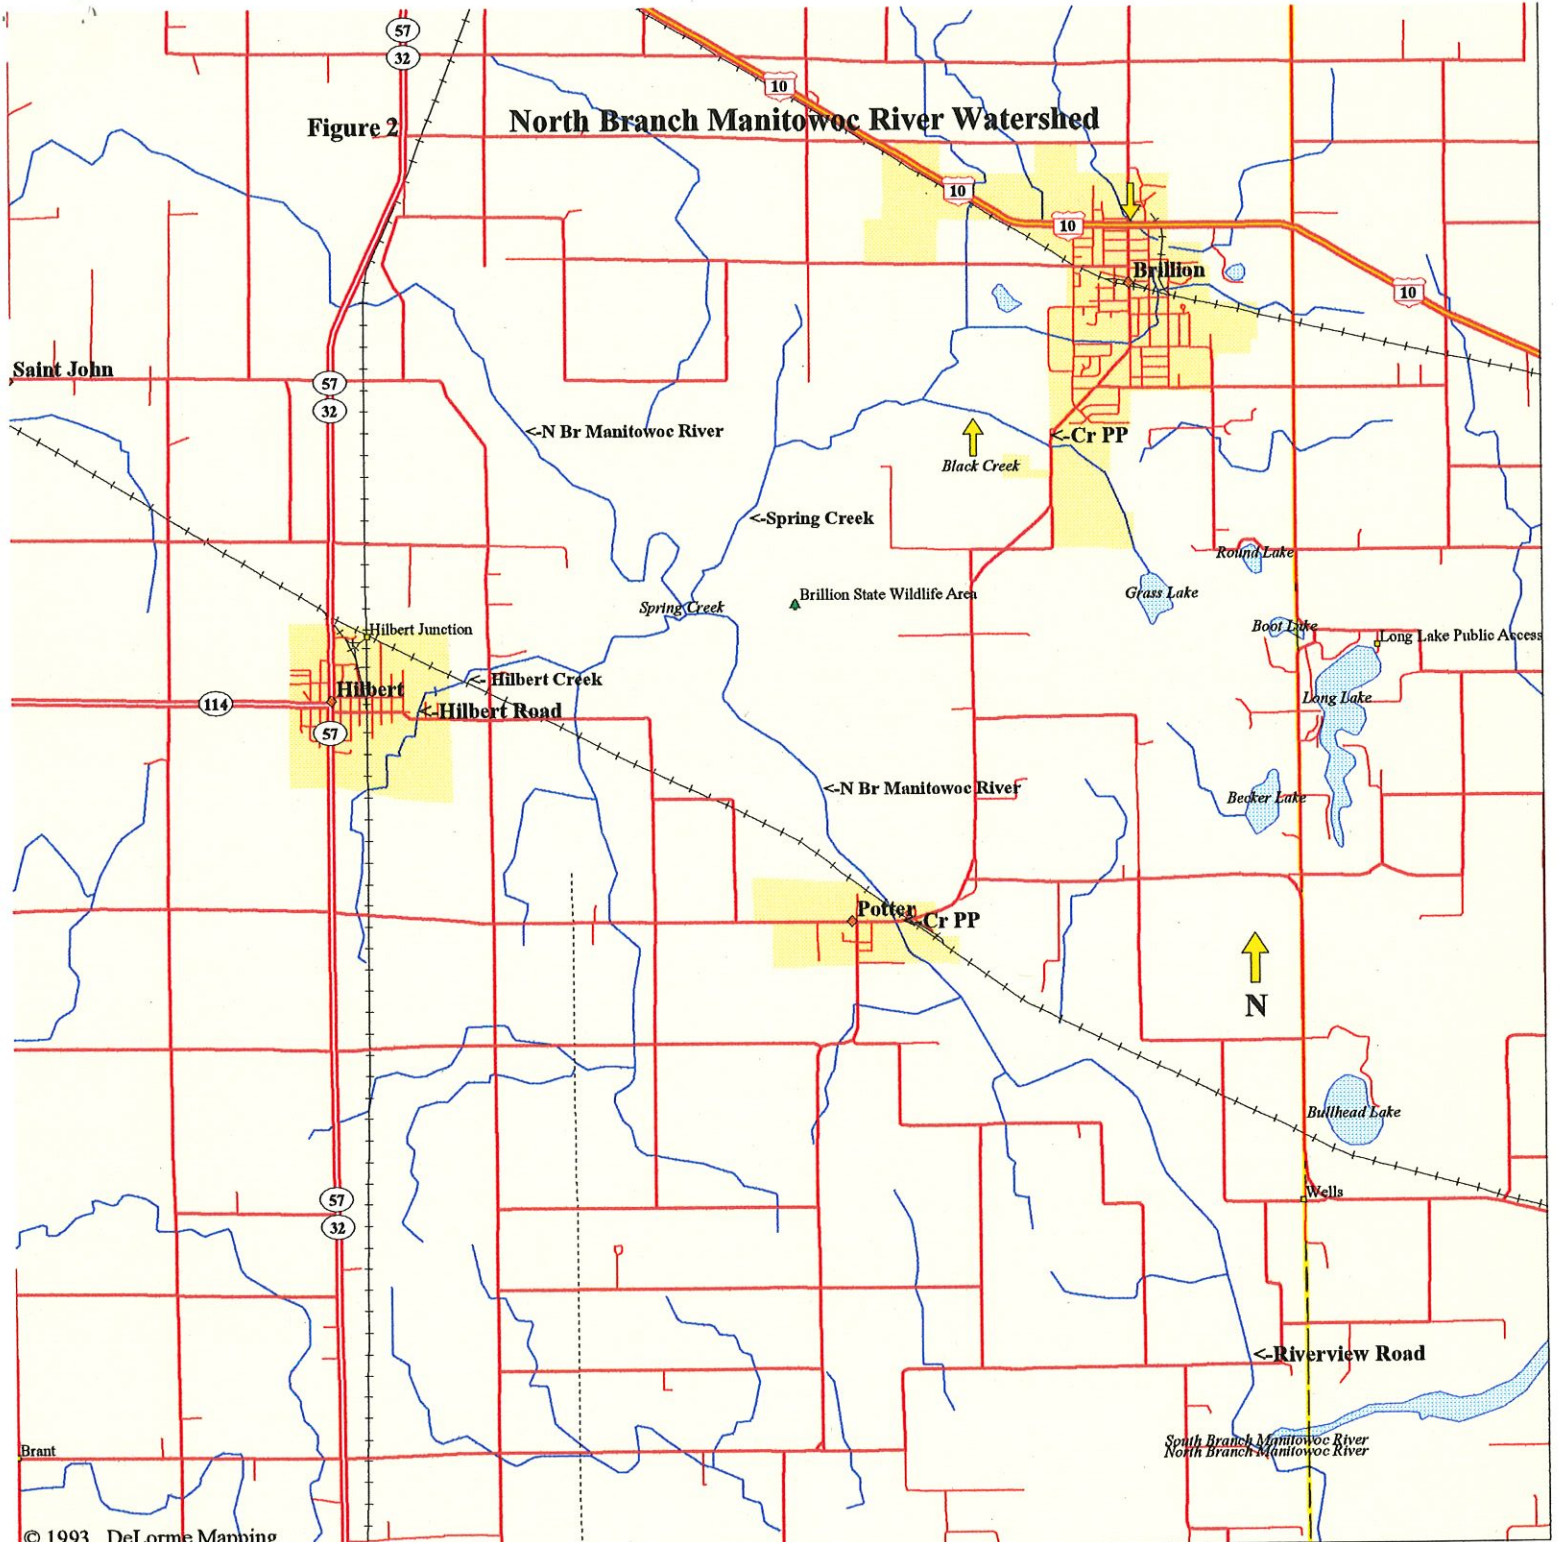 57
32
10
Figure 2
North Branch Manitowoc River Watershed
10
10
Brillion
10
Saint John
57
32
<-N Br Manitowoc River
<-Cr PP
Black Creek
<-Spring Creek
Round Lake
Brillion State Wildlife Area
Grass Lake
Spring Creek
Hilbert Junction
Boot Lake
Long Lake Public Access
<- Hilbert Creek
Hilbert
114
<-Hilbert Road
Long Lake
57
<-N Br Manitowoc River
Becker Lake
Potter
<-Cr PP
N
Bullhead Lake
57
Wells
32
<-Riverview Road
South Branch Manitowoc River
North Branch Manitowoc River
Brant
© 1993 DeLorme Mapping